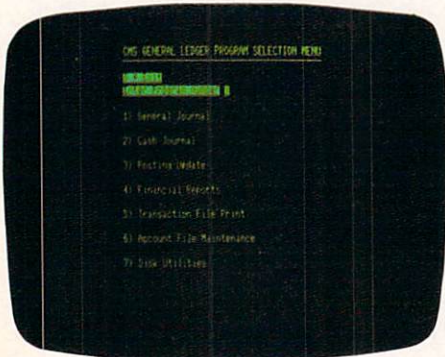 CMS GENERAL LEDGER PROGRAM SELECTION MENU
1) General Journal
2) Cash Journal
3) Posting Update
4) Financial Reports
5) Transaction File Print
6) Account File Maintenance
7) Disk Utilities